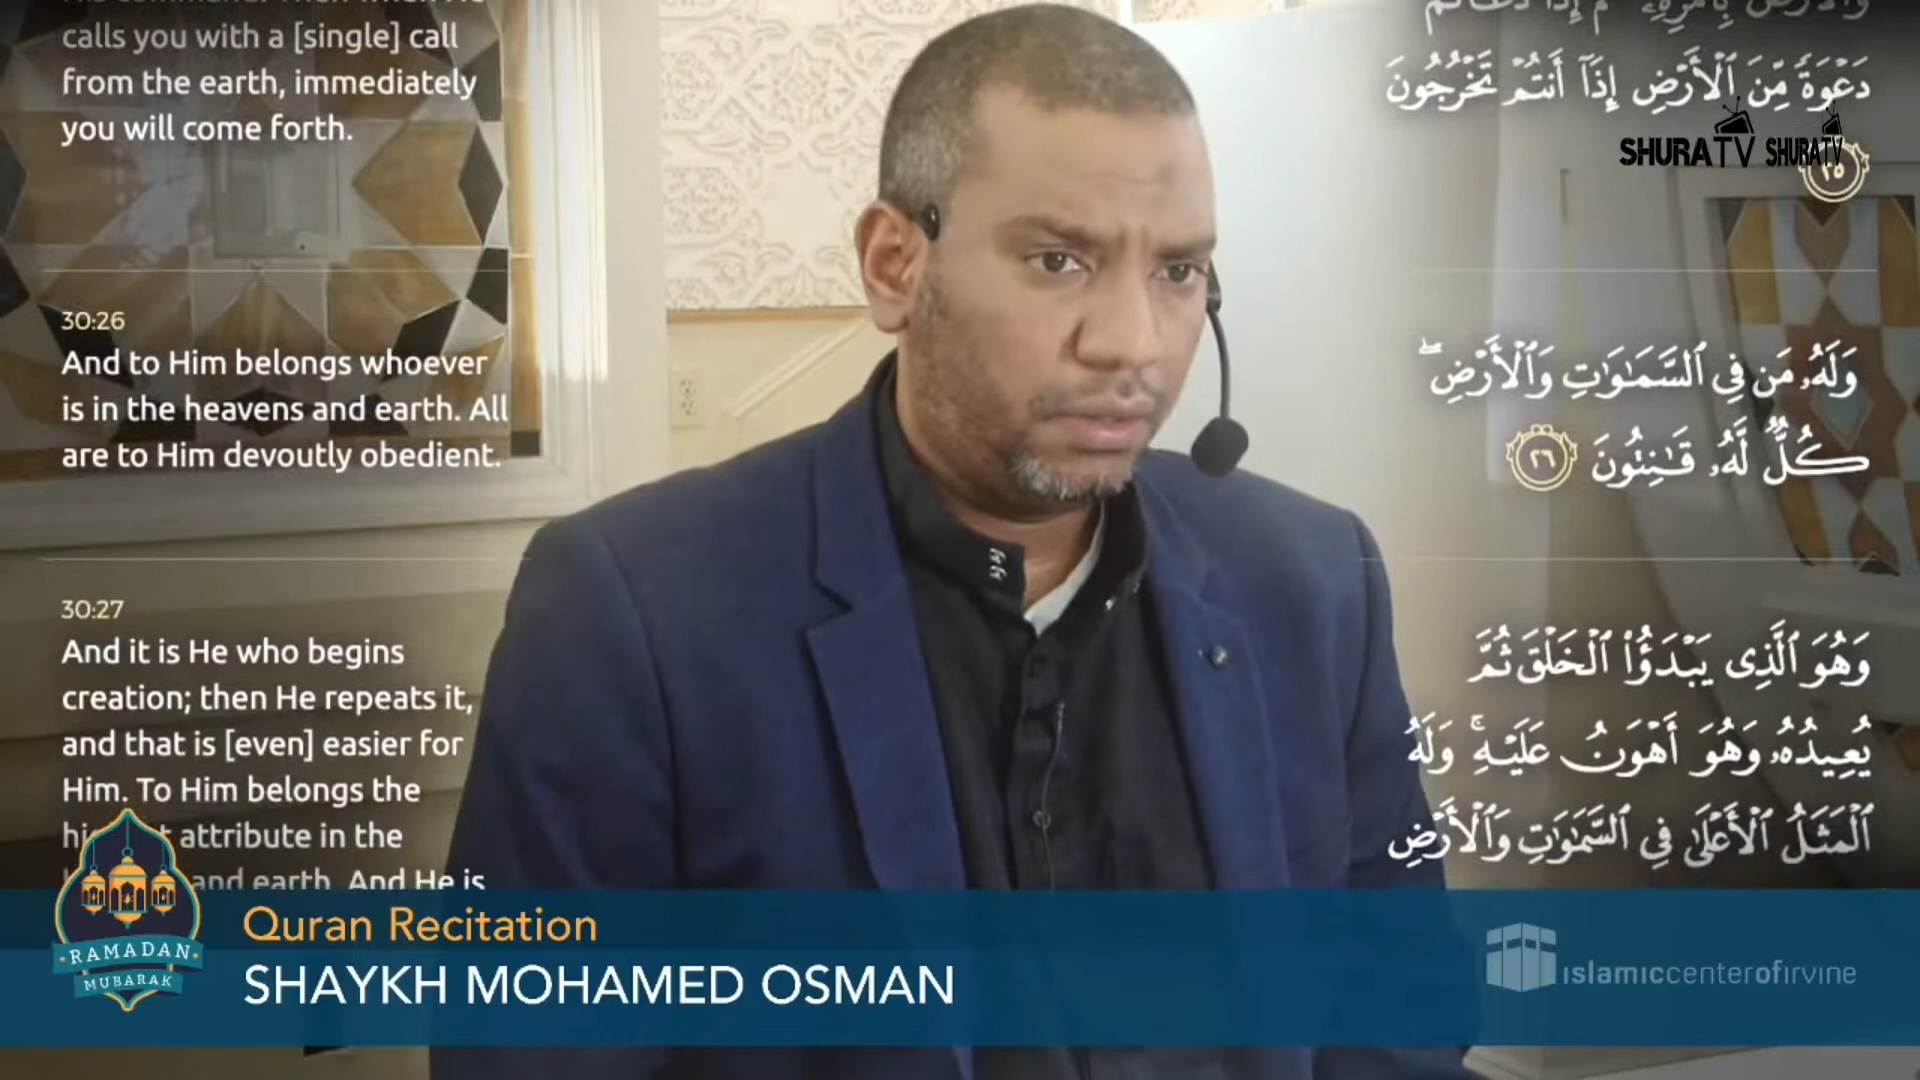 calls you with a [single] call
from the earth, immediately
you will come forth.
30:26
And to Him belongs whoever
is in the heavens and earth. All
are to Him devoutly obedient.
30:27
And it is He who begins
creation; then He repeats it,
and that is [even] easier for
Him. To Him belongs the
attribute in the
and earth. And He is
دَعْوَةً مِّنَ ٱلْأَرْضِ إِذَآ أَنتُمْ تَخْرُجُونَ
٢٥
وَلَهُۥ مَن فِى ٱلسَّمَـٰوَٰتِ وَٱلْأَرْضِ ۖ
كُلٌّ لَّهُۥ قَـٰنِتُونَ ٢٦
وَهُوَ ٱلَّذِى يَبْدَؤُا۟ ٱلْخَلْقَ ثُمَّ
يُعِيدُهُۥ وَهُوَ أَهْوَنُ عَلَيْهِ ۚ وَلَهُ
ٱلْمَثَلُ ٱلْأَعْلَىٰ فِى ٱلسَّمَـٰوَٰتِ وَٱلْأَرْضِ
SHURATV SHURATV
RAMADAN
MUBARAK
Quran Recitation
SHAYKH MOHAMED OSMAN
islamiccenterofirvine